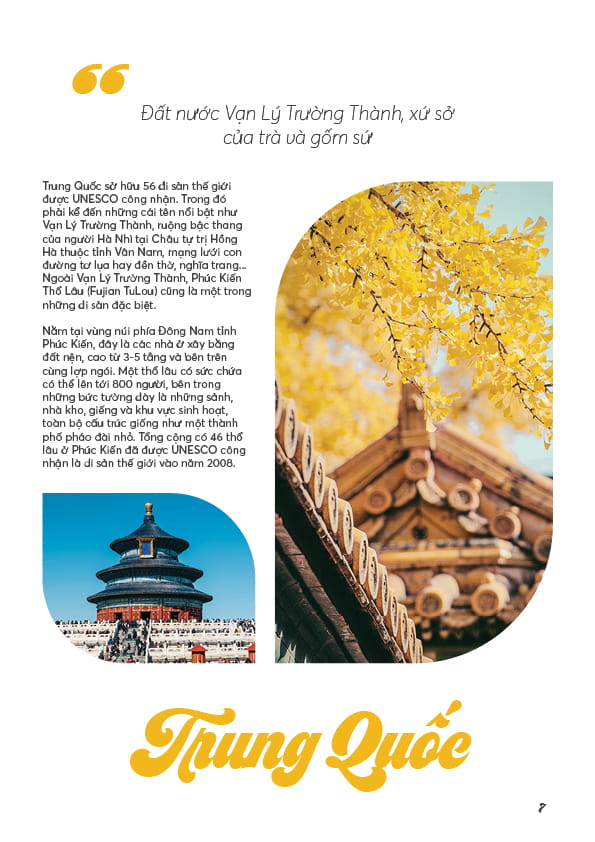 ❝
Đất nước Vạn Lý Trường Thành, xứ sở
của trà và gốm sứ
Trung Quốc sở hữu 56 di sản thế giới
được UNESCO công nhận. Trong đó
phải kể đến những cái tên nổi bật như
Vạn Lý Trường Thành, ruộng bậc thang
của người Hà Nhì tại Châu tự trị Hồng
Hà thuộc tỉnh Vân Nam, mạng lưới con
đường tơ lụa hay đền thờ, nghĩa trang...
Ngoài Vạn Lý Trường Thành, Phúc Kiến
Thổ Lâu (Fujian TuLou) cũng là một trong
những di sản đặc biệt.
Nằm tại vùng núi phía Đông Nam tỉnh
Phúc Kiến, đây là các nhà ở xây bằng
đất nện, cao từ 3-5 tầng và bên trên
cùng lợp ngói. Một thổ lâu có sức chứa
có thể lên tới 800 người, bên trong
những bức tường dày là những sảnh,
nhà kho, giếng và khu vực sinh hoạt,
toàn bộ cấu trúc giống như một thành
phố pháo đài nhỏ. Tổng cộng có 46 thổ
lâu ở Phúc Kiến đã được UNESCO công
nhận là di sản thế giới vào năm 2008.
Trung Quốc
7